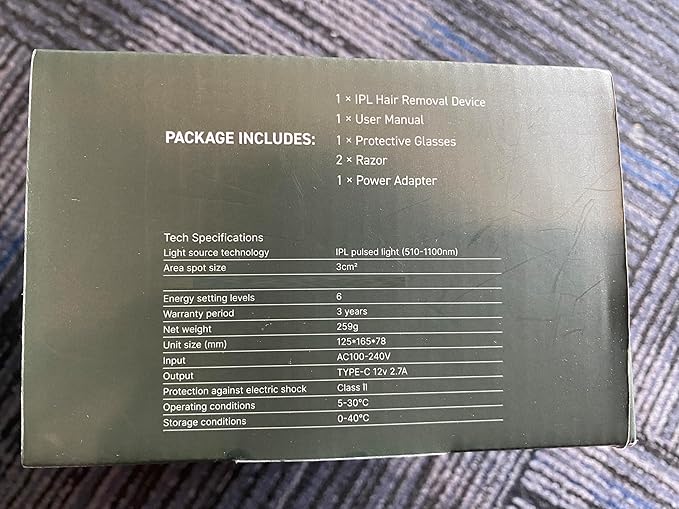 PACKAGE INCLUDES:
1 × IPL Hair Removal Device
1 × User Manual
1 × Protective Glasses
2 × Razor
1 × Power Adapter
Tech Specifications
Light source technology IPL pulsed light (510-1100nm)
Area spot size 3cm²
Energy setting levels 6
Warranty period 3 years
Net weight 259g
Unit size (mm) 125*165*78
Input AC100-240V
Output TYPE-C 12v 2.7A
Protection against electric shock Class II
Operating conditions 5-30°C
Storage conditions 0-40°C